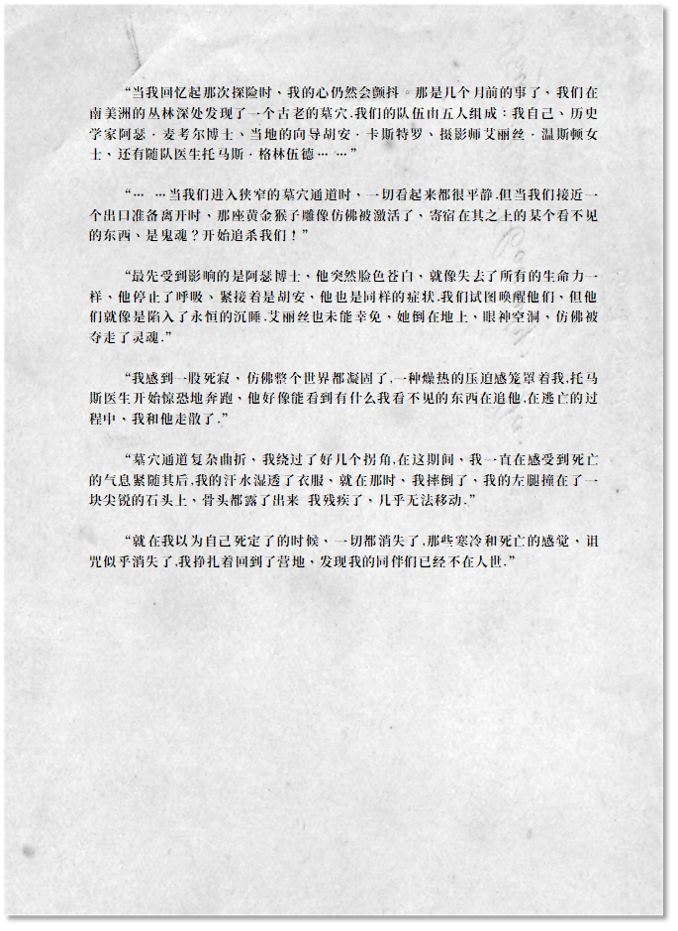 “当我回忆起那次探险时、我的心仍然会颤抖。那是几个月前的事了、我们在
南美洲的丛林深处发现了一个古老的墓穴.我们的队伍由五人组成：我自己、历史
学家阿瑟·麦考尔博士、当地的向导胡安·卡斯特罗、摄影师艾丽丝·温斯顿女
士、还有随队医生托马斯·格林伍德… …”
“… …当我们进入狭窄的墓穴通道时、一切看起来都很平静.但当我们接近一
个出口准备离开时、那座黄金猴子雕像仿佛被激活了、寄宿在其之上的某个看不见
的东西、是鬼魂？开始追杀我们！”
“最先受到影响的是阿瑟博士、他突然脸色苍白、就像失去了所有的生命力一
样、他停止了呼吸、紧接着是胡安、他也是同样的症状.我们试图唤醒他们、但他
们就像是陷入了永恒的沉睡.艾丽丝也未能幸免、她倒在地上、眼神空洞、仿佛被
夺走了灵魂.”
“我感到一股死寂、仿佛整个世界都凝固了,一种燥热的压迫感笼罩着我.托马
斯医生开始惊恐地奔跑、他好像能看到有什么我看不见的东西在追他.在逃亡的过
程中、我和他走散了.”
“墓穴通道复杂曲折、我绕过了好几个拐角,在这期间、我一直在感受到死亡
的气息紧随其后,我的汗水湿透了衣服、就在那时、我摔倒了、我的左腿撞在了一
块尖锐的石头上、骨头都露了出来 我残疾了、几乎无法移动.”
“就在我以为自己死定了的时候、一切都消失了,那些寒冷和死亡的感觉、诅
咒似乎消失了.我挣扎着回到了营地、发现我的同伴们已经不在人世.”